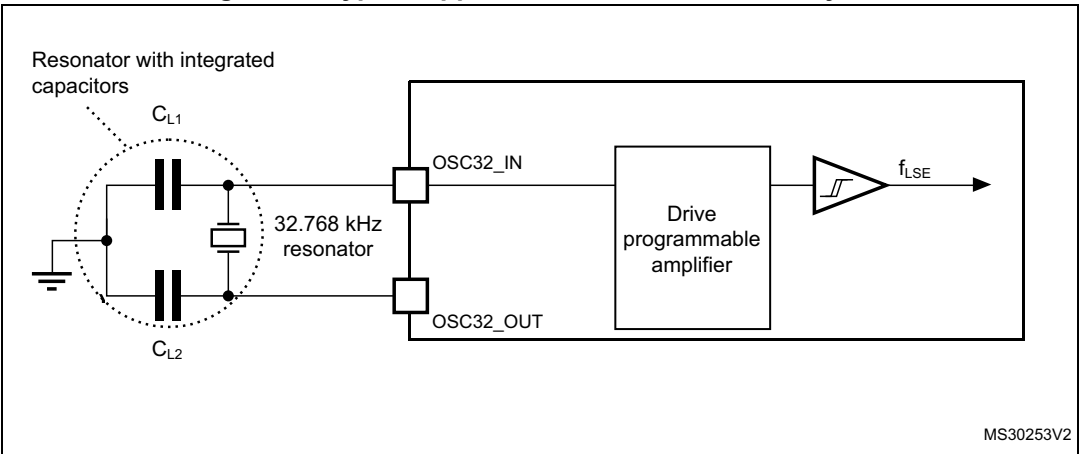 Resonator with integrated
capacitors
CL1
OSC32_IN
fLSE
32.768 kHz
resonator
Drive
programmable
amplifier
OSC32_OUT
CL2
MS30253V2